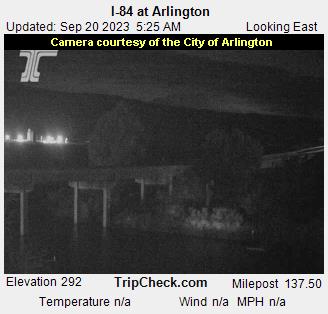 I-84 at Arlington
Updated: Sep 20 2023 5:25 AM Looking East
Camera courtesy of the City of Arlington
Elevation 292 TripCheck.com Milepost 137.50
Temperature n/a Wind n/a MPH n/a